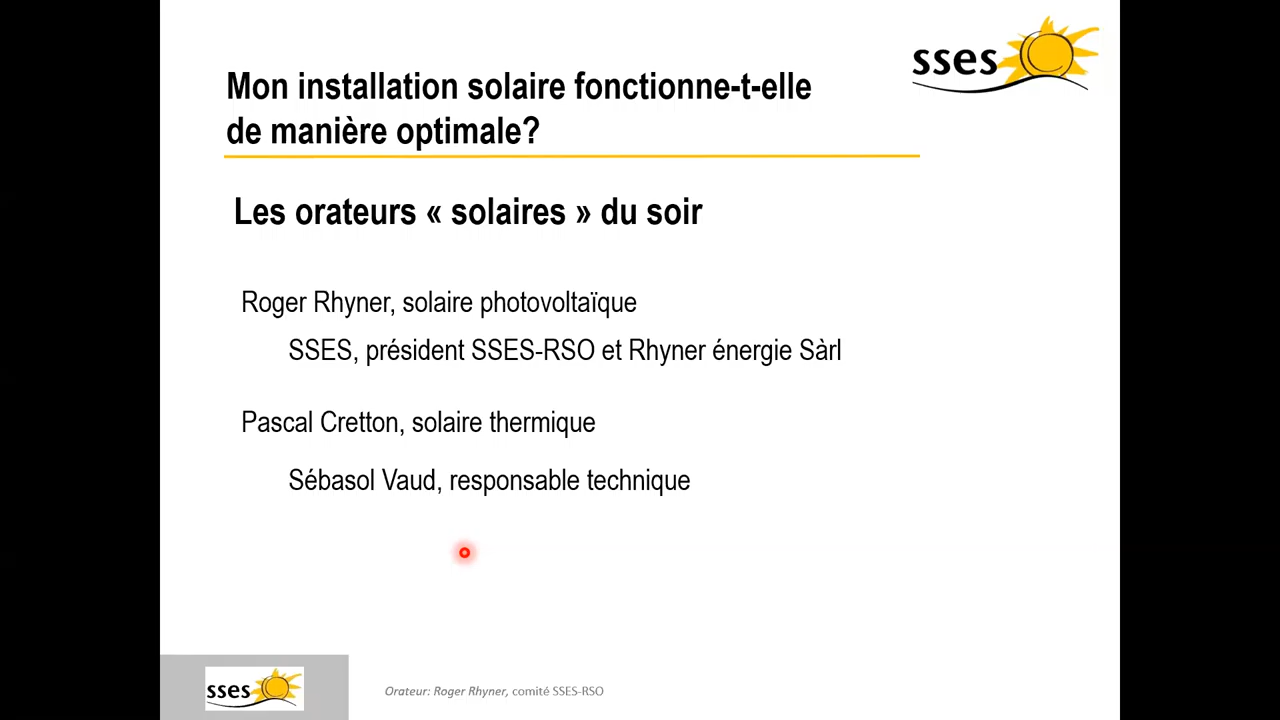 sses
Mon installation solaire fonctionne-t-elle
de manière optimale?
Les orateurs « solaires » du soir
Roger Rhyner, solaire photovoltaïque
SSES, président SSES-RSO et Rhyner énergie Sàrl
Pascal Cretton, solaire thermique
Sébasol Vaud, responsable technique
sses
Orateur: Roger Rhyner, comité SSES-RSO